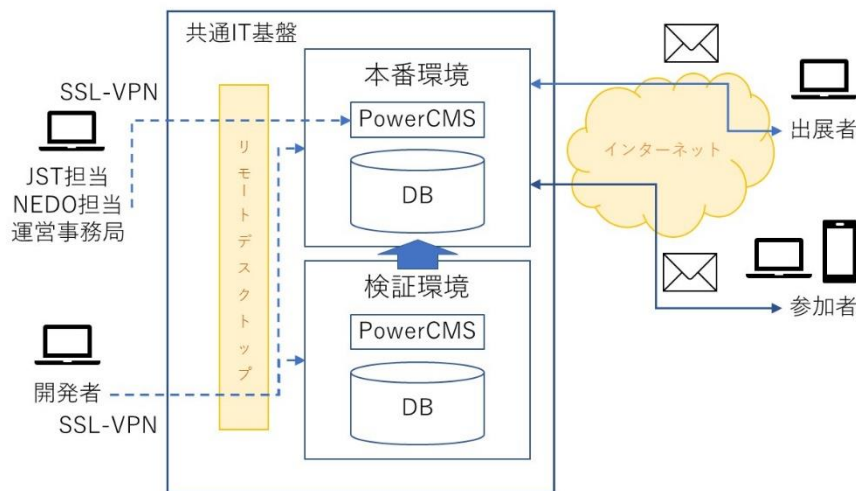 共通IT基盤
SSL-VPN
JST担当
NEDO担当
運営事務局
開発者
SSL-VPN
リモートデスクトップ
本番環境
PowerCMS
DB
検証環境
PowerCMS
DB
インターネット
出展者
参加者